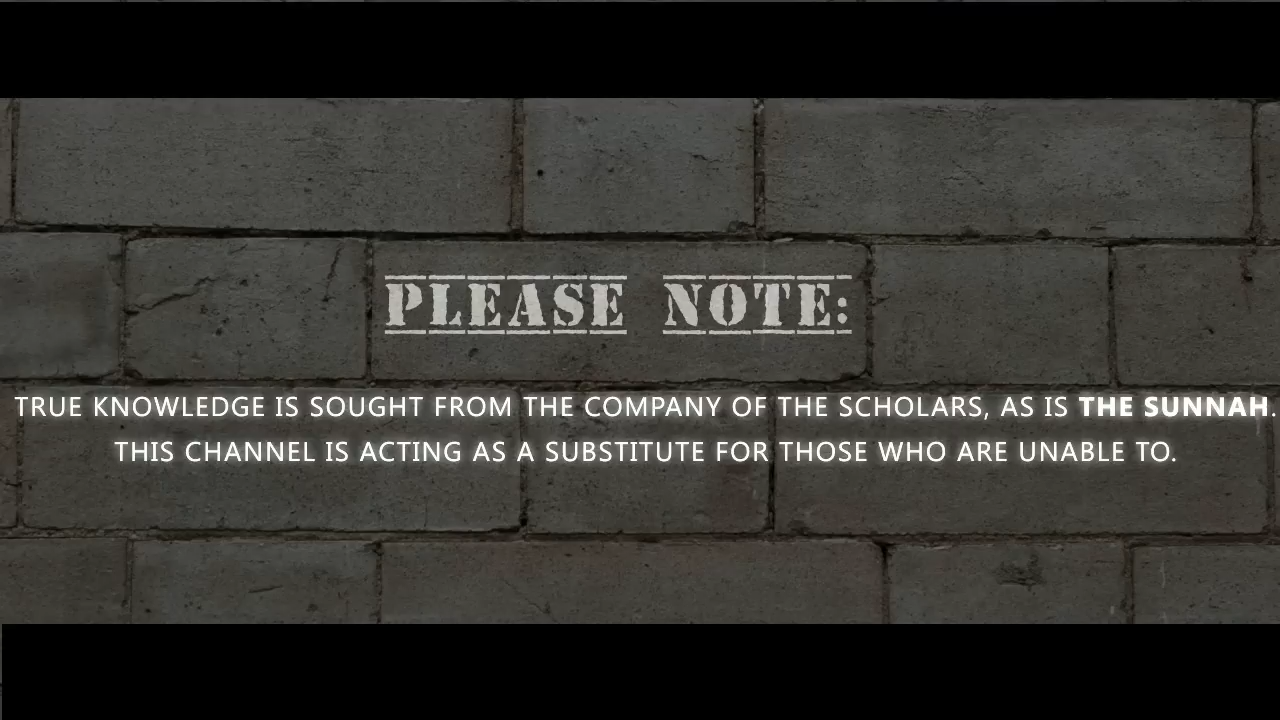 PLEASE NOTE:
TRUE KNOWLEDGE IS SOUGHT FROM THE COMPANY OF THE SCHOLARS, AS IS THE SUNNAH.
THIS CHANNEL IS ACTING AS A SUBSTITUTE FOR THOSE WHO ARE UNABLE TO.